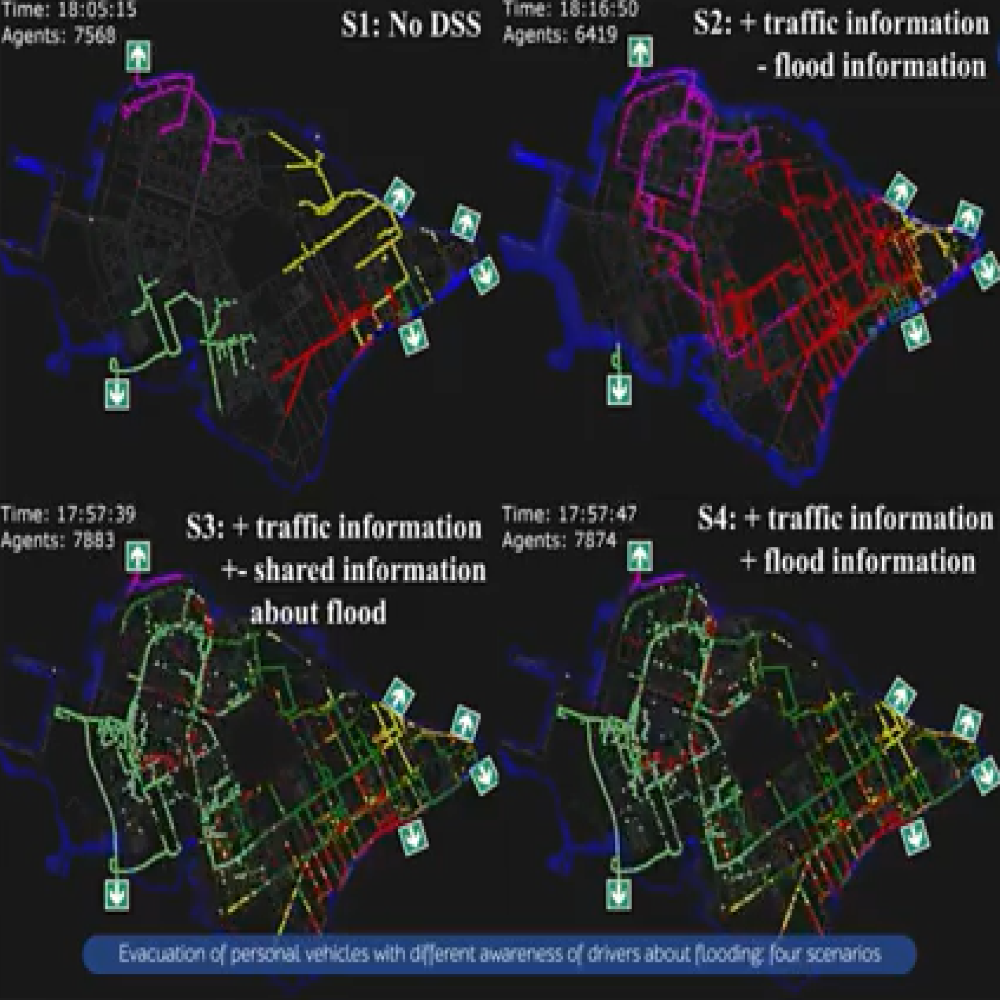 Time: 18:05:15
Agents: 7568
S1: No DSS
Time: 18:16:50
Agents: 6419
S2: + traffic information
- flood information
Time: 17:57:39
Agents: 7883
S3: + traffic information
+- shared information
about flood
Time: 17:57:47
Agents: 7874
S4: + traffic information
+ flood information
Evacuation of personal vehicles with different awareness of drivers about flooding: four scenarios